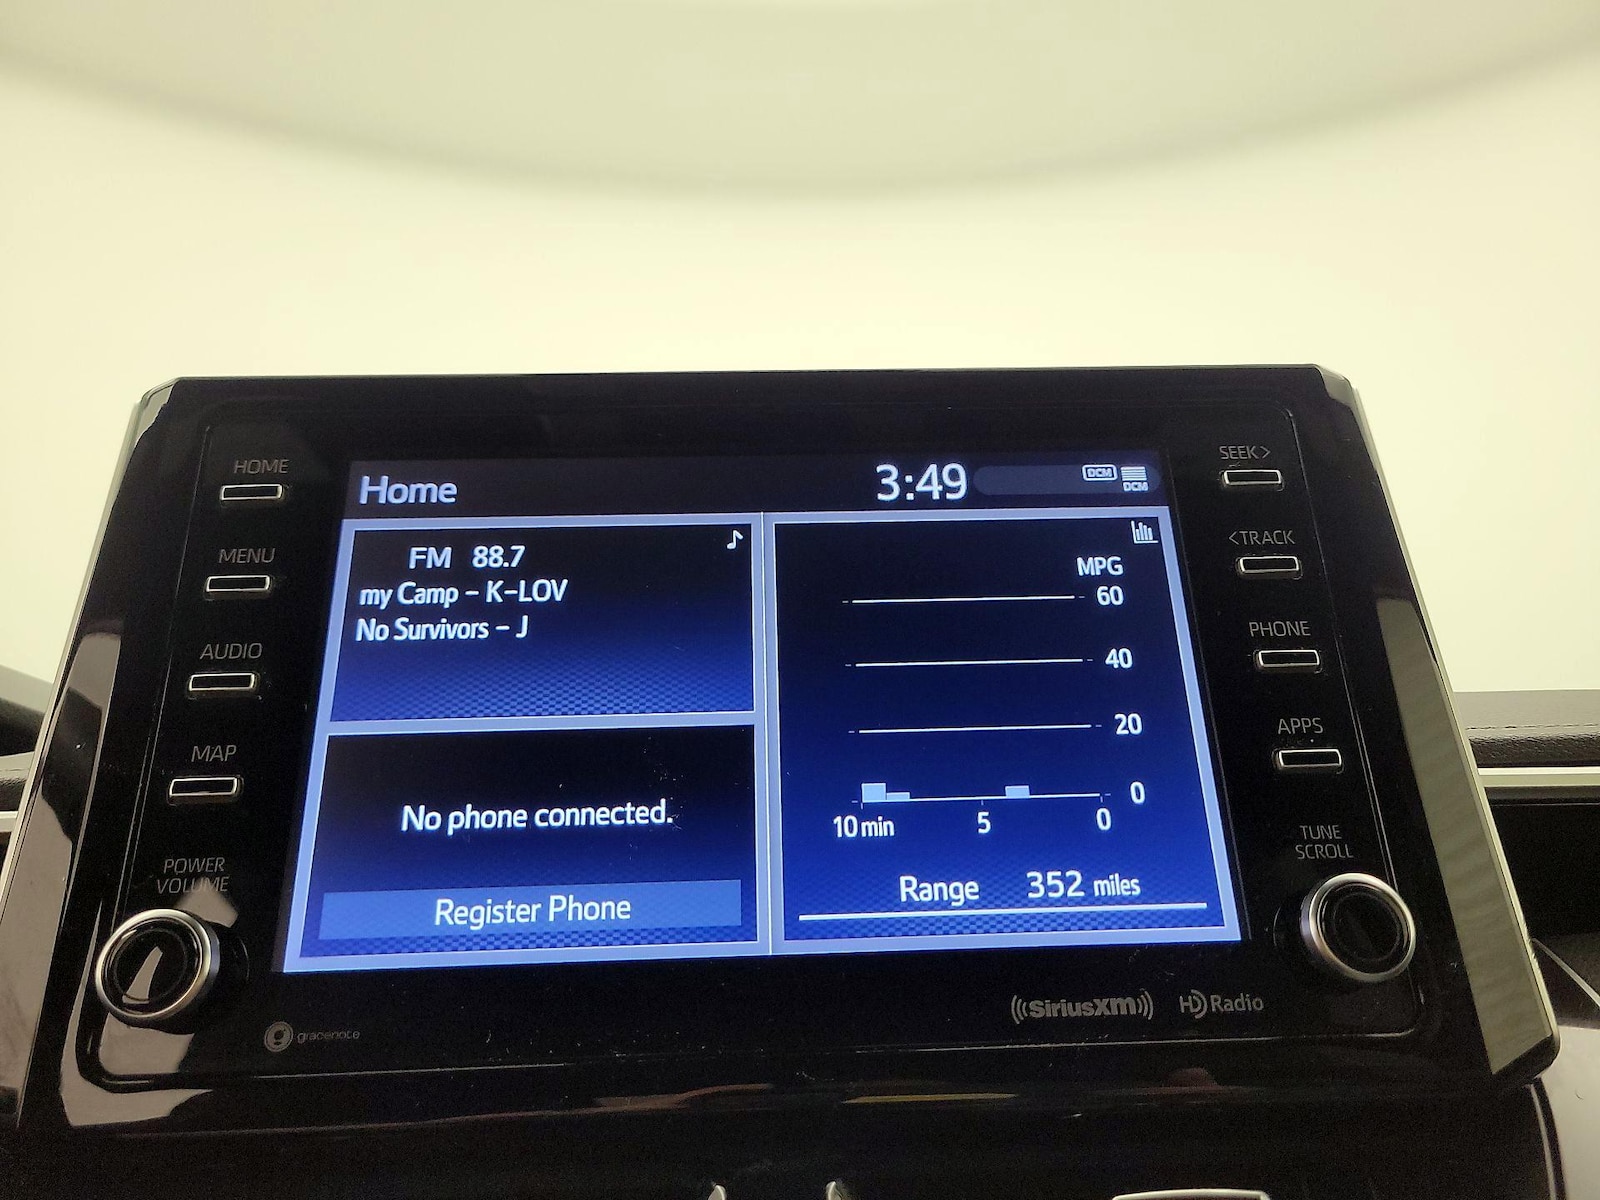 HOME
MENU
AUDIO
MAP
POWER
VOLUME
Home
3:49
DCM
DCM
FM 88.7
my Camp - K-LOV
No Survivors - J
No phone connected.
Register Phone
MPG
60
40
20
0
10 min 5 0
Range 352 miles
SEEK>
<TRACK
PHONE
APPS
TUNE
SCROLL
gracenote
((SiriusXM))
HD Radio